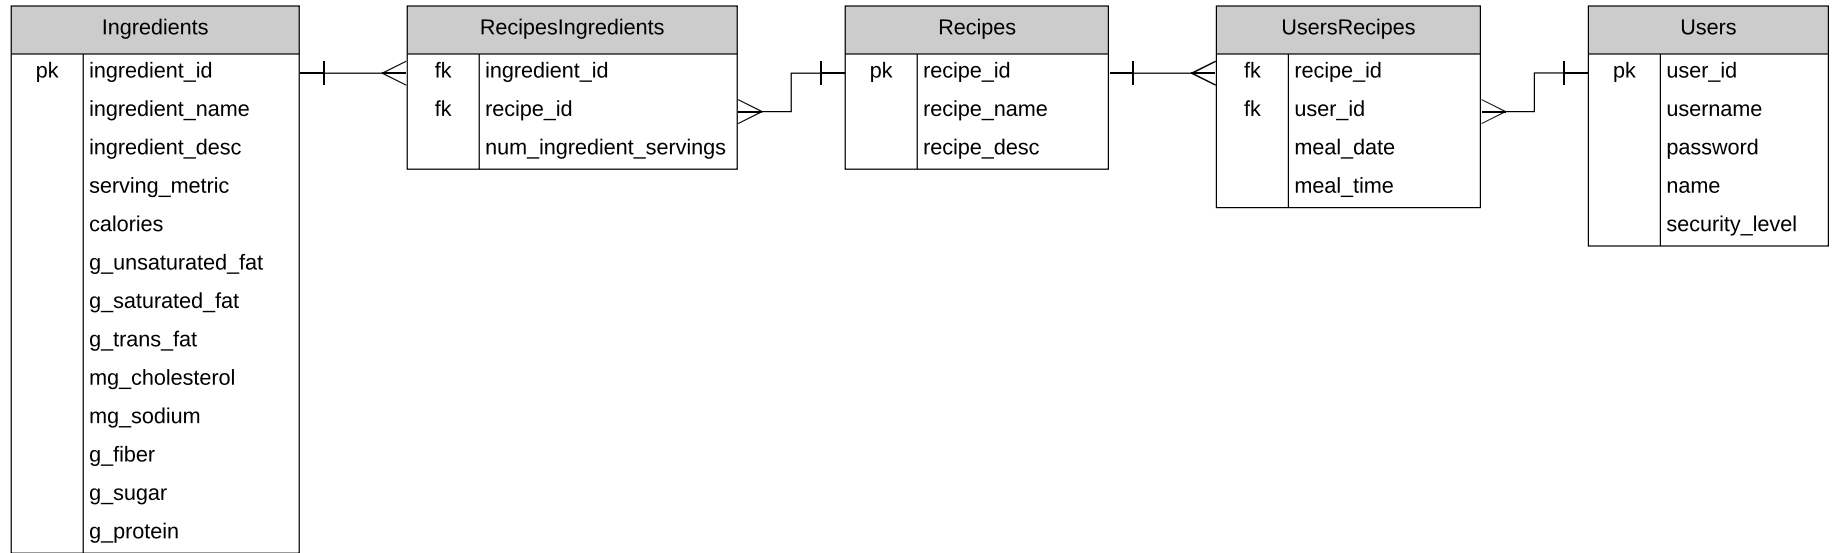 Ingredients
pk ingredient_id
ingredient_name
ingredient_desc
serving_metric
calories
g_unsaturated_fat
g_saturated_fat
g_trans_fat
mg_cholesterol
mg_sodium
g_fiber
g_sugar
g_protein
RecipesIngredients
fk ingredient_id
fk recipe_id
num_ingredient_servings
Recipes
pk recipe_id
recipe_name
recipe_desc
UsersRecipes
fk recipe_id
fk user_id
meal_date
meal_time
Users
pk user_id
username
password
name
security_level